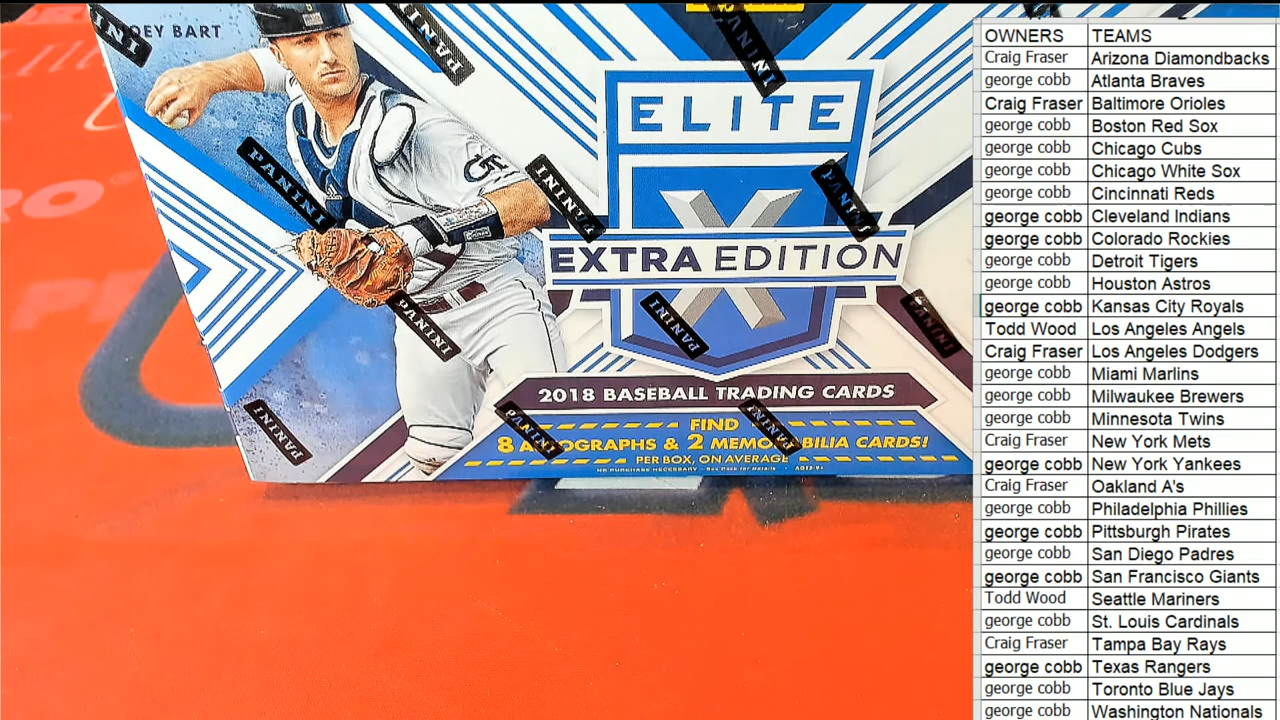 OEY BART
ELITE
EXTRA EDITION
2018 BASEBALL TRADING CARDS
FIND
8 AUTOGRAPHS & 2 MEMORABILIA CARDS!
PER BOX, ON AVERAGE
PANINI
PANINI
PANINI
PANINI
PANINI
PANINI
PANINI
PANINI
PANINI
PANINI
OWNERS TEAMS
Craig Fraser Arizona Diamondbacks
george cobb Atlanta Braves
Craig Fraser Baltimore Orioles
george cobb Boston Red Sox
george cobb Chicago Cubs
george cobb Chicago White Sox
george cobb Cincinnati Reds
george cobb Cleveland Indians
george cobb Colorado Rockies
george cobb Detroit Tigers
george cobb Houston Astros
george cobb Kansas City Royals
Todd Wood Los Angeles Angels
Craig Fraser Los Angeles Dodgers
george cobb Miami Marlins
george cobb Milwaukee Brewers
george cobb Minnesota Twins
Craig Fraser New York Mets
george cobb New York Yankees
Craig Fraser Oakland A's
george cobb Philadelphia Phillies
george cobb Pittsburgh Pirates
george cobb San Diego Padres
george cobb San Francisco Giants
Todd Wood Seattle Mariners
george cobb St. Louis Cardinals
Craig Fraser Tampa Bay Rays
george cobb Texas Rangers
george cobb Toronto Blue Jays
george cobb Washington Nationals